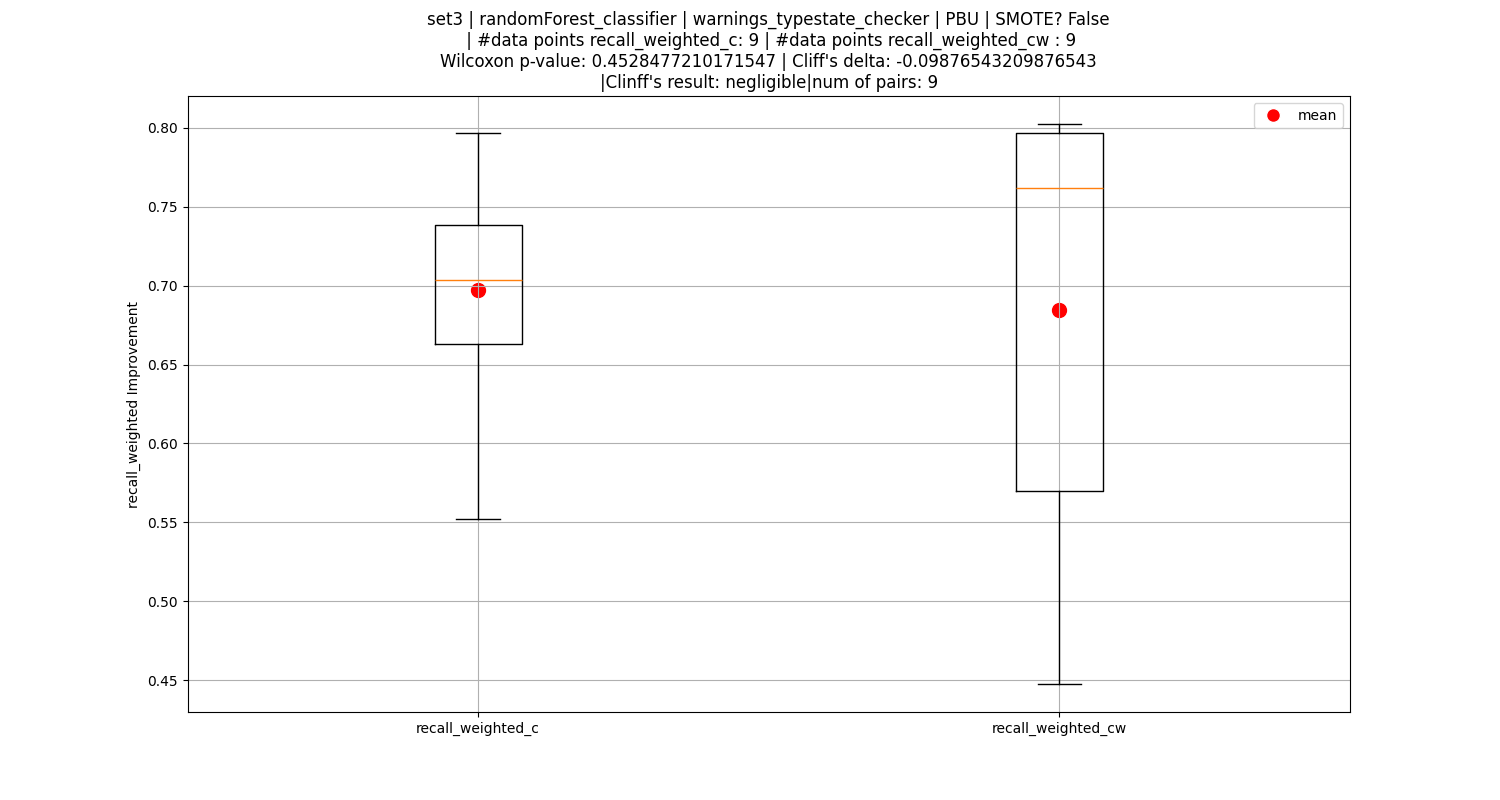 set3 | randomForest_classifier | warnings_typestate_checker | PBU | SMOTE? False
| #data points recall_weighted_c: 9 | #data points recall_weighted_cw : 9
Wilcoxon p-value: 0.4528477210171547 | Cliff's delta: -0.09876543209876543
|Clinff's result: negligible|num of pairs: 9
mean
0.80
0.75
0.70
0.65
0.60
0.55
0.50
0.45
recall_weighted Improvement
recall_weighted_c
recall_weighted_cw